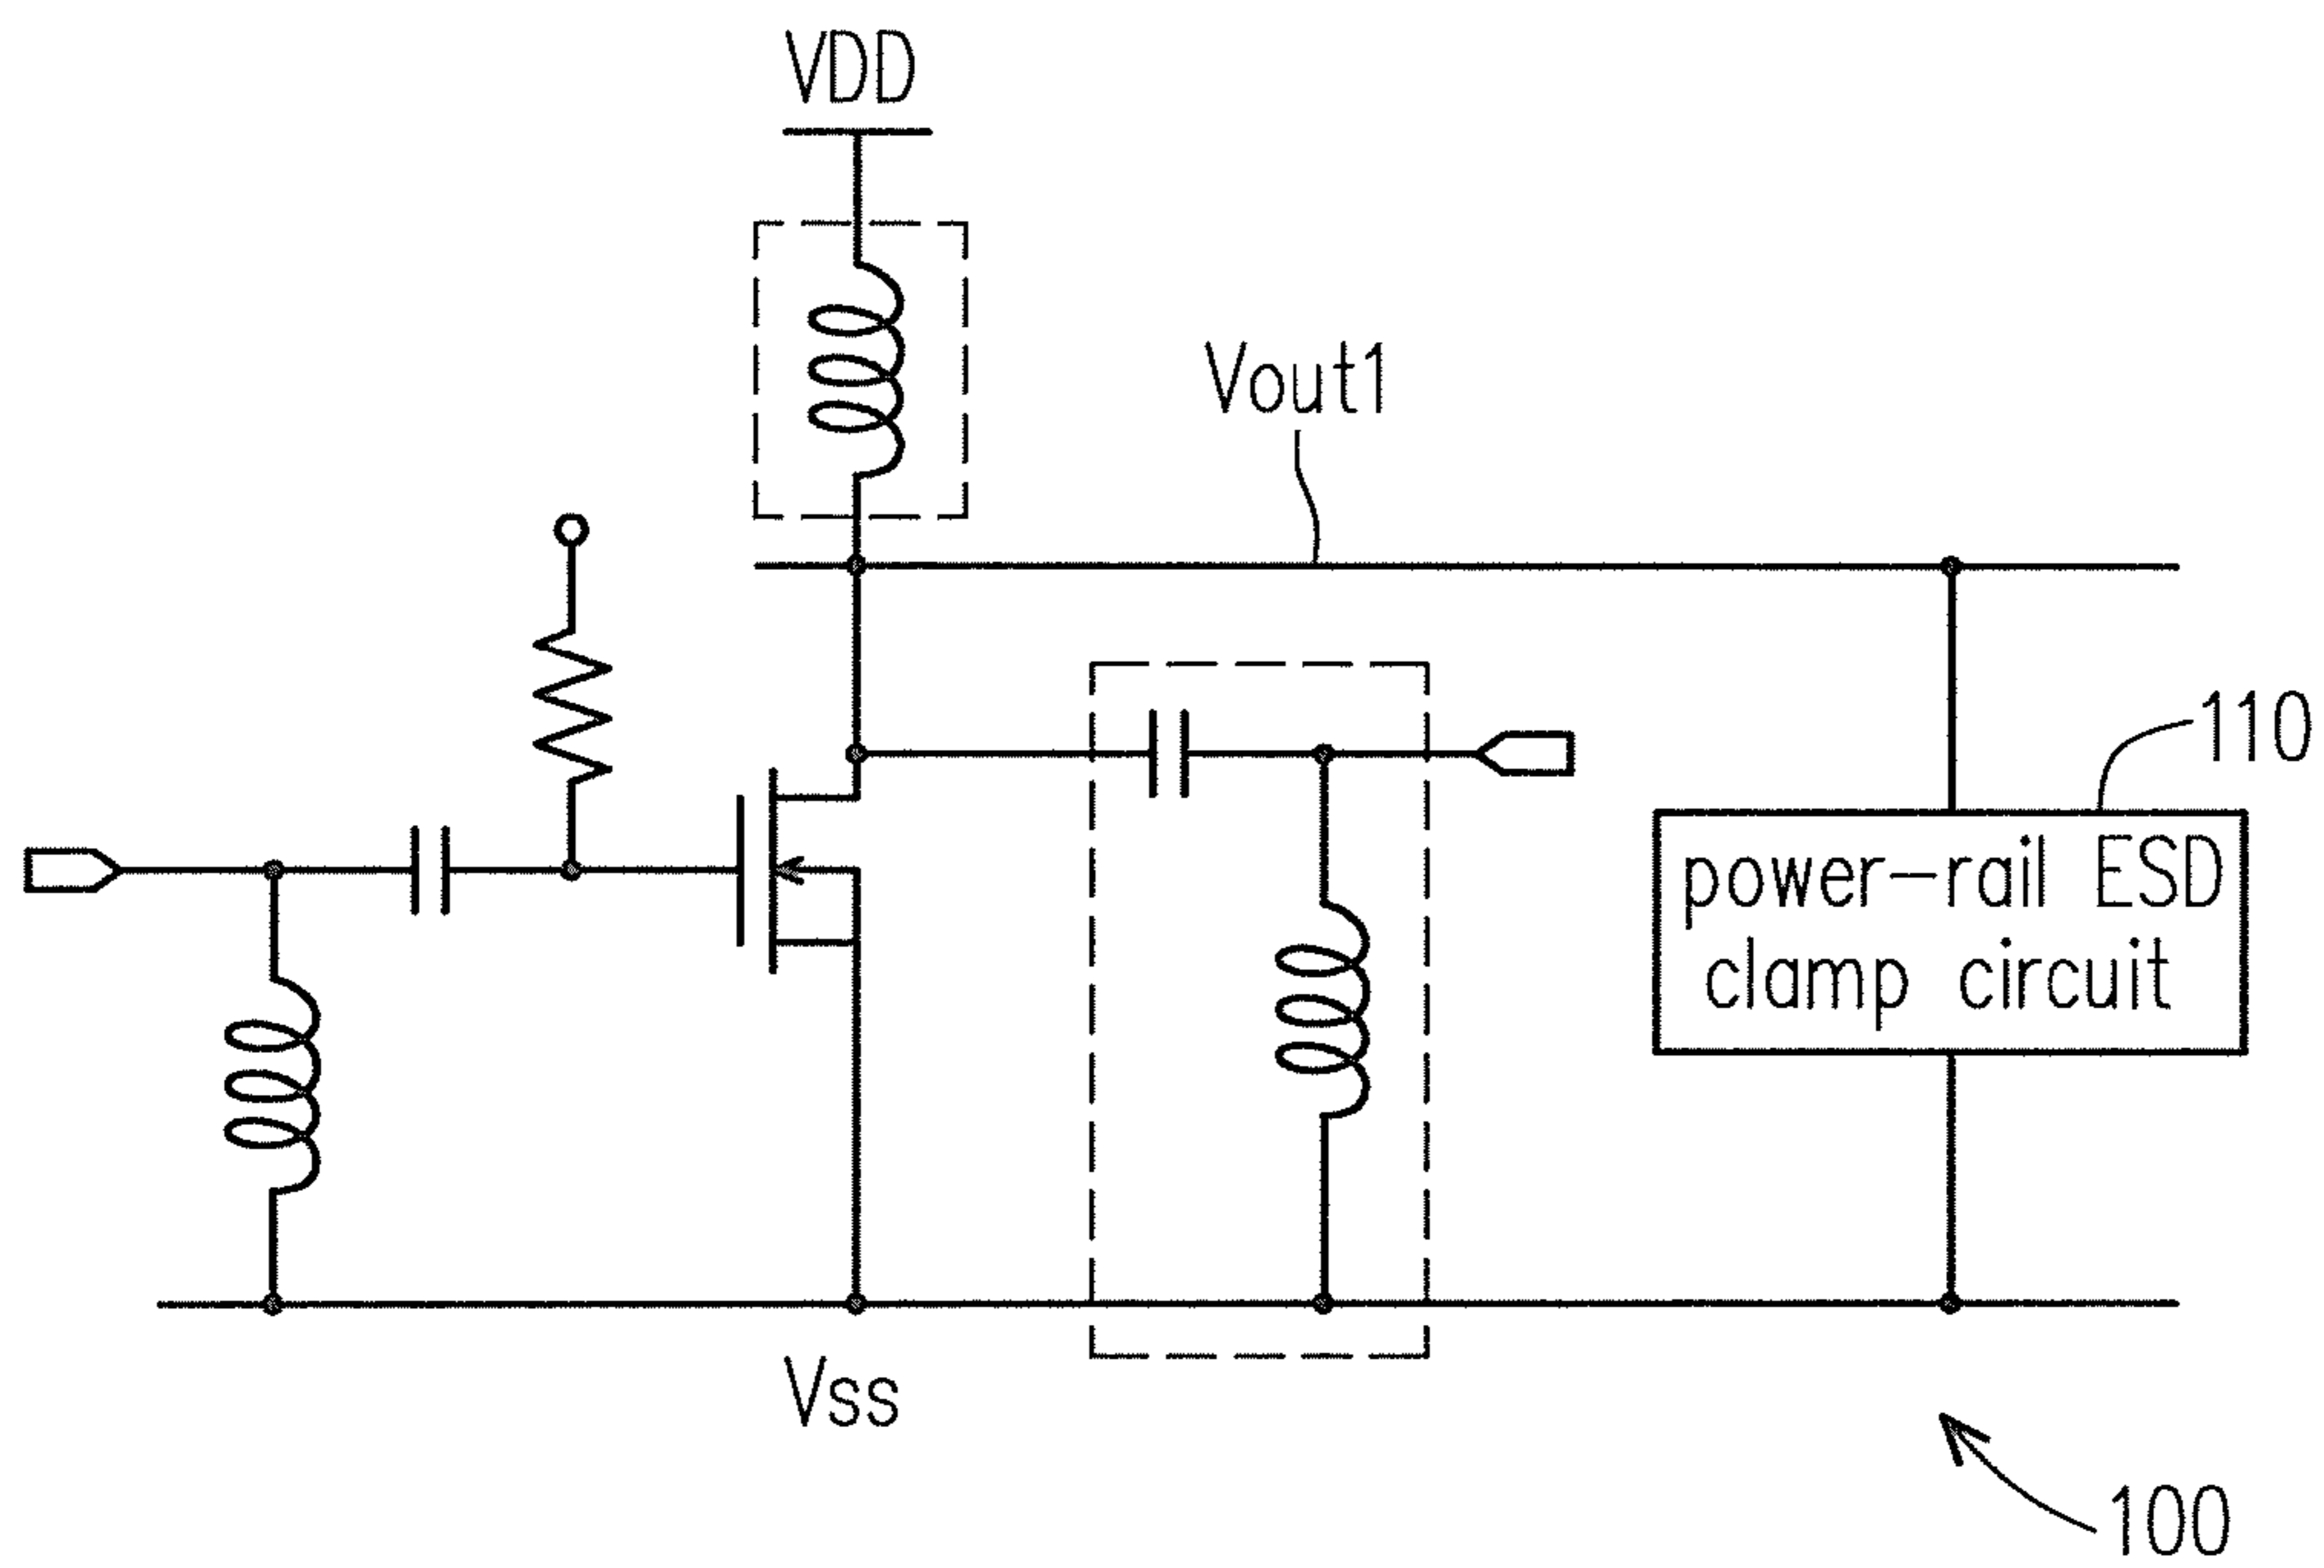 VDD
Vout1
110
power-rail ESD
clamp circuit
Vss
100